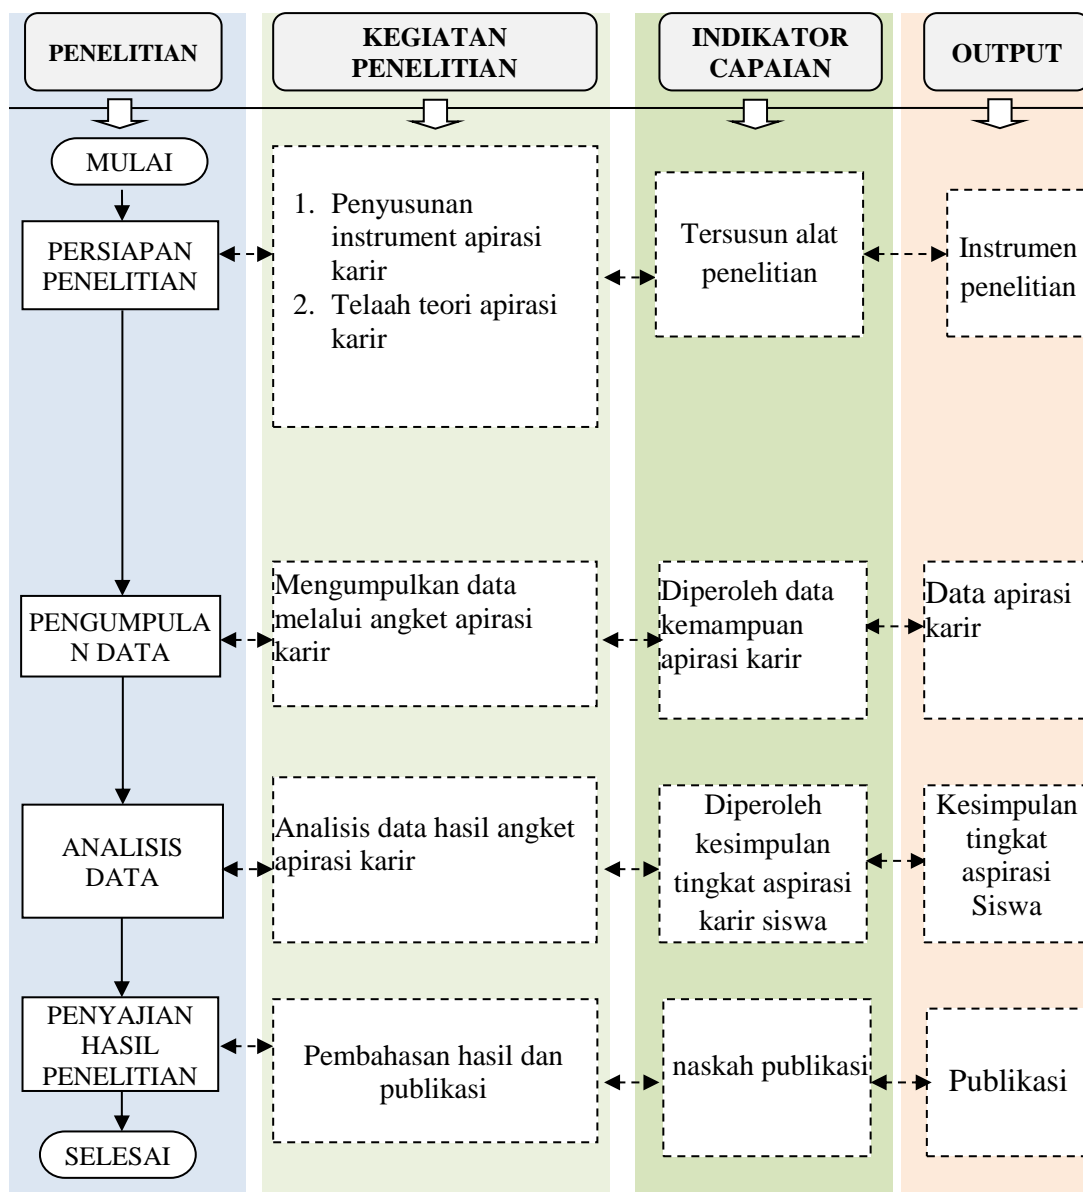 PENELITIAN
KEGIATAN
PENELITIAN
INDIKATOR
CAPAIAN
OUTPUT
MULAI
PERSIAPAN
PENELITIAN
1. Penyusunan
instrument apirasi
karir
2. Telaah teori apirasi
karir
Tersusun alat
penelitian
Instrumen
penelitian
PENGUMPULA
N DATA
Mengumpulkan data
melalui angket apirasi
karir
Diperoleh data
kemampuan
apirasi karir
Data apirasi
karir
ANALISIS
DATA
Analisis data hasil angket
apirasi karir
Diperoleh
kesimpulan
tingkat aspirasi
karir siswa
Kesimpulan
tingkat
aspirasi
Siswa
PENYAJIAN
HASIL
PENELITIAN
Pembahasan hasil dan
publikasi
naskah publikasi
Publikasi
SELESAI